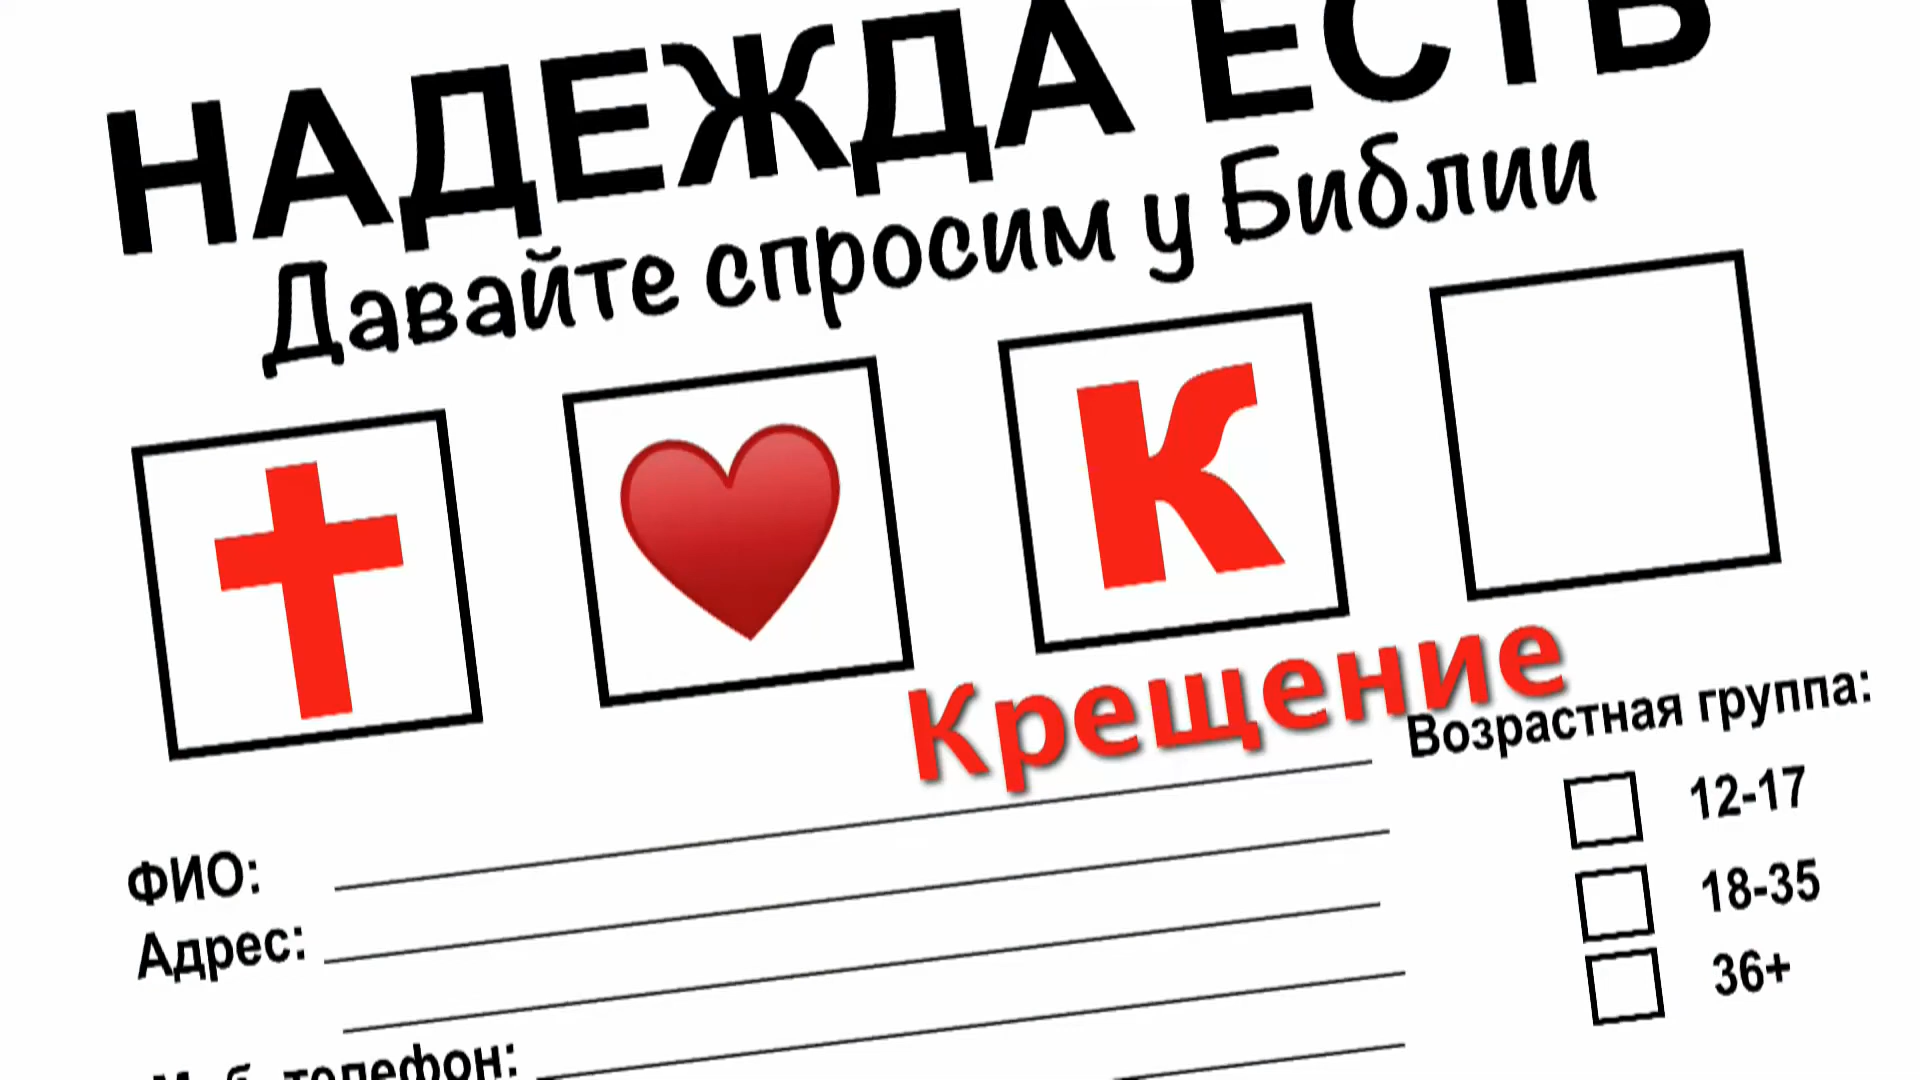 НАДЕЖДА ЕСТЬ
Давайте спросим у Библии
К
Крещение
Возрастная группа:
12-17
18-35
36+
ФИО:
Адрес:
телефон: